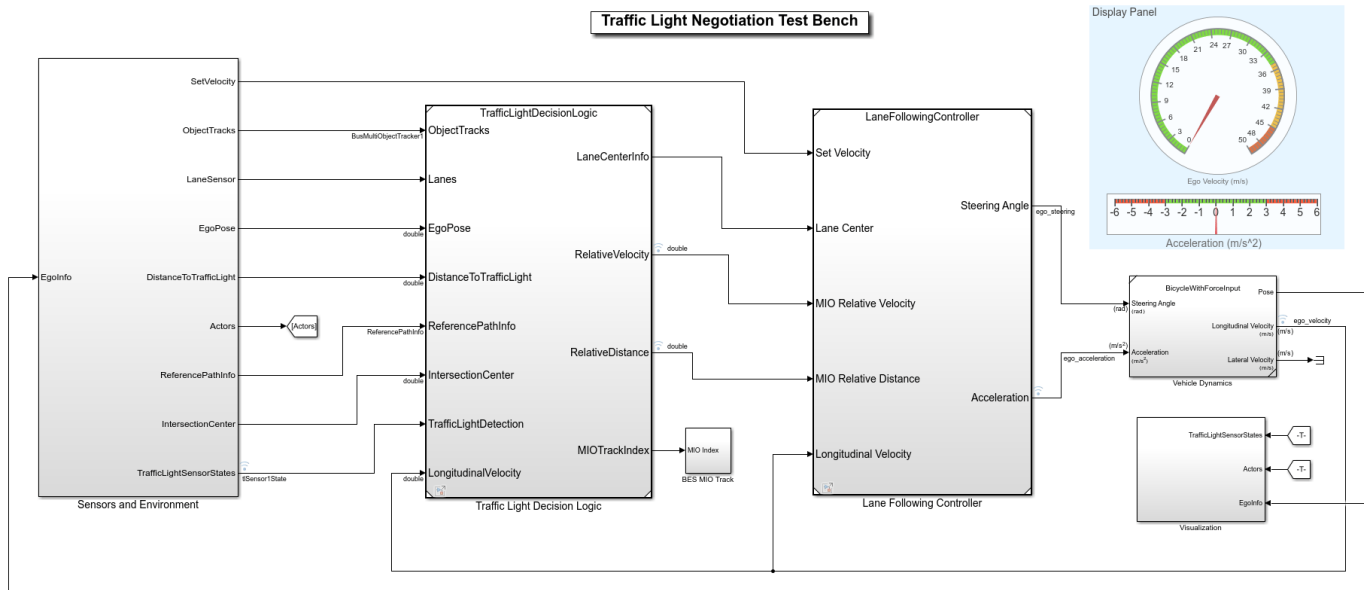 Traffic Light Negotiation Test Bench
Display Panel
0
3
6
9
12
15
18
21
24
27
30
33
36
39
42
45
50
Ego Velocity (m/s)
-6 -5 -4 -3 -2 -1 0 1 2 3 4 5 6
Acceleration (m/s^2)
EgoInfo
SetVelocity
ObjectTracks
LaneSensor
EgoPose
DistanceToTrafficLight
Actors
ReferencePathInfo
IntersectionCenter
TrafficLightSensorStates
Sensors and Environment
[Actors]
BusMultiObjectTracker1
double
double
ReferencePathInfo
double
tlSensor1State
double
TrafficLightDecisionLogic
ObjectTracks
Lanes
EgoPose
DistanceToTrafficLight
ReferencePathInfo
IntersectionCenter
TrafficLightDetection
LongitudinalVelocity
LaneCenterInfo
RelativeVelocity
RelativeDistance
MIOTrackIndex
Traffic Light Decision Logic
double
double
MIO Index
BES MIO Track
LaneFollowingController
Set Velocity
Lane Center
MIO Relative Velocity
MIO Relative Distance
Longitudinal Velocity
Steering Angle
Acceleration
Lane Following Controller
ego_steering
(rad)
(m/s²)
ego_acceleration
BicycleWithForceInput
Steering Angle
(rad)
Acceleration
(m/s²)
Pose
Longitudinal Velocity
(m/s)
Lateral Velocity
(m/s)
Vehicle Dynamics
ego_velocity
(m/s)
(m/s)
TrafficLightSensorStates
Actors
EgoInfo
Visualization
-T-
-T-